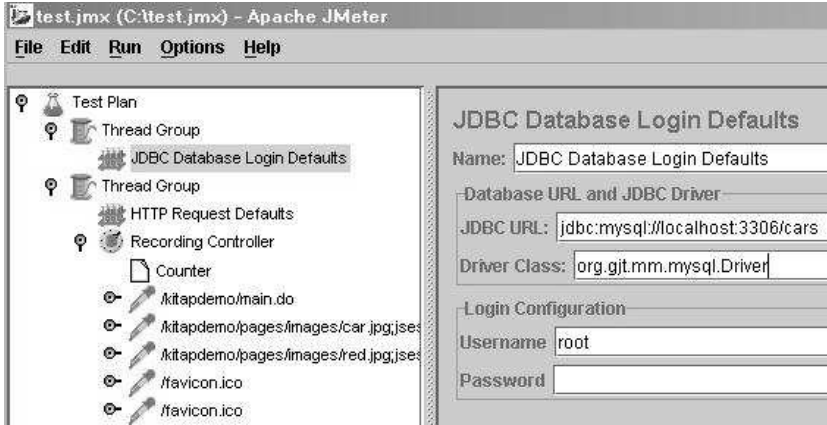 test.jmx (C:\test.jmx) - Apache JMeter
File Edit Run Options Help
Test Plan
Thread Group
JDBC Database Login Defaults
Thread Group
HTTP Request Defaults
Recording Controller
Counter
/kitapdemo/main.do
/kitapdemo/pages/images/car.jpg;jses
/kitapdemo/pages/images/red.jpg;jses
/favicon.ico
/favicon.ico
JDBC Database Login Defaults
Name: JDBC Database Login Defaults
Database URL and JDBC Driver
JDBC URL: jdbc:mysql://localhost:3306/cars
Driver Class: org.gjt.mm.mysql.Driver
Login Configuration
Username root
Password